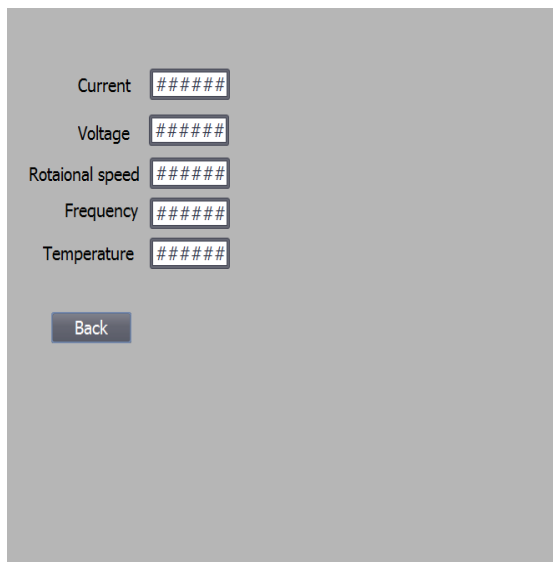 Current ######
Voltage ######
Rotaional speed ######
Frequency ######
Temperature ######
Back